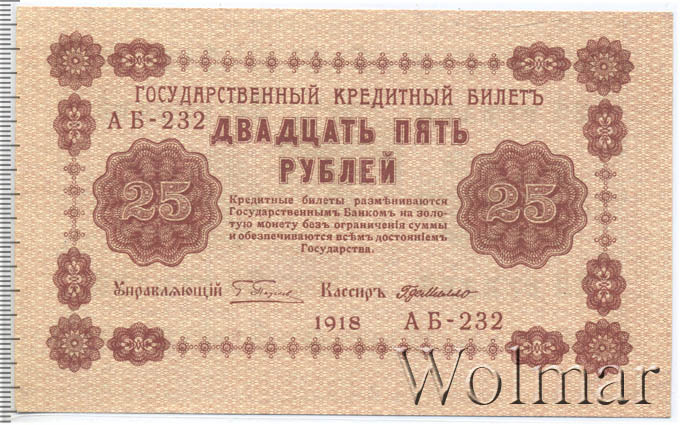 ГОСУДАРСТВЕННЫЙ КРЕДИТНЫЙ БИЛЕТЪ
АБ-232
ДВАДЦАТЬ ПЯТЬ
РУБЛЕЙ
25
25
Кредитные билеты размѣниваются
Государственнымъ Банкомъ на золо-
тую монету безъ ограниченія суммы
и обезпечиваются всѣмъ достояніемъ
Государства.
Управляющій
Кассиръ
1918 АБ-232
Wolmar